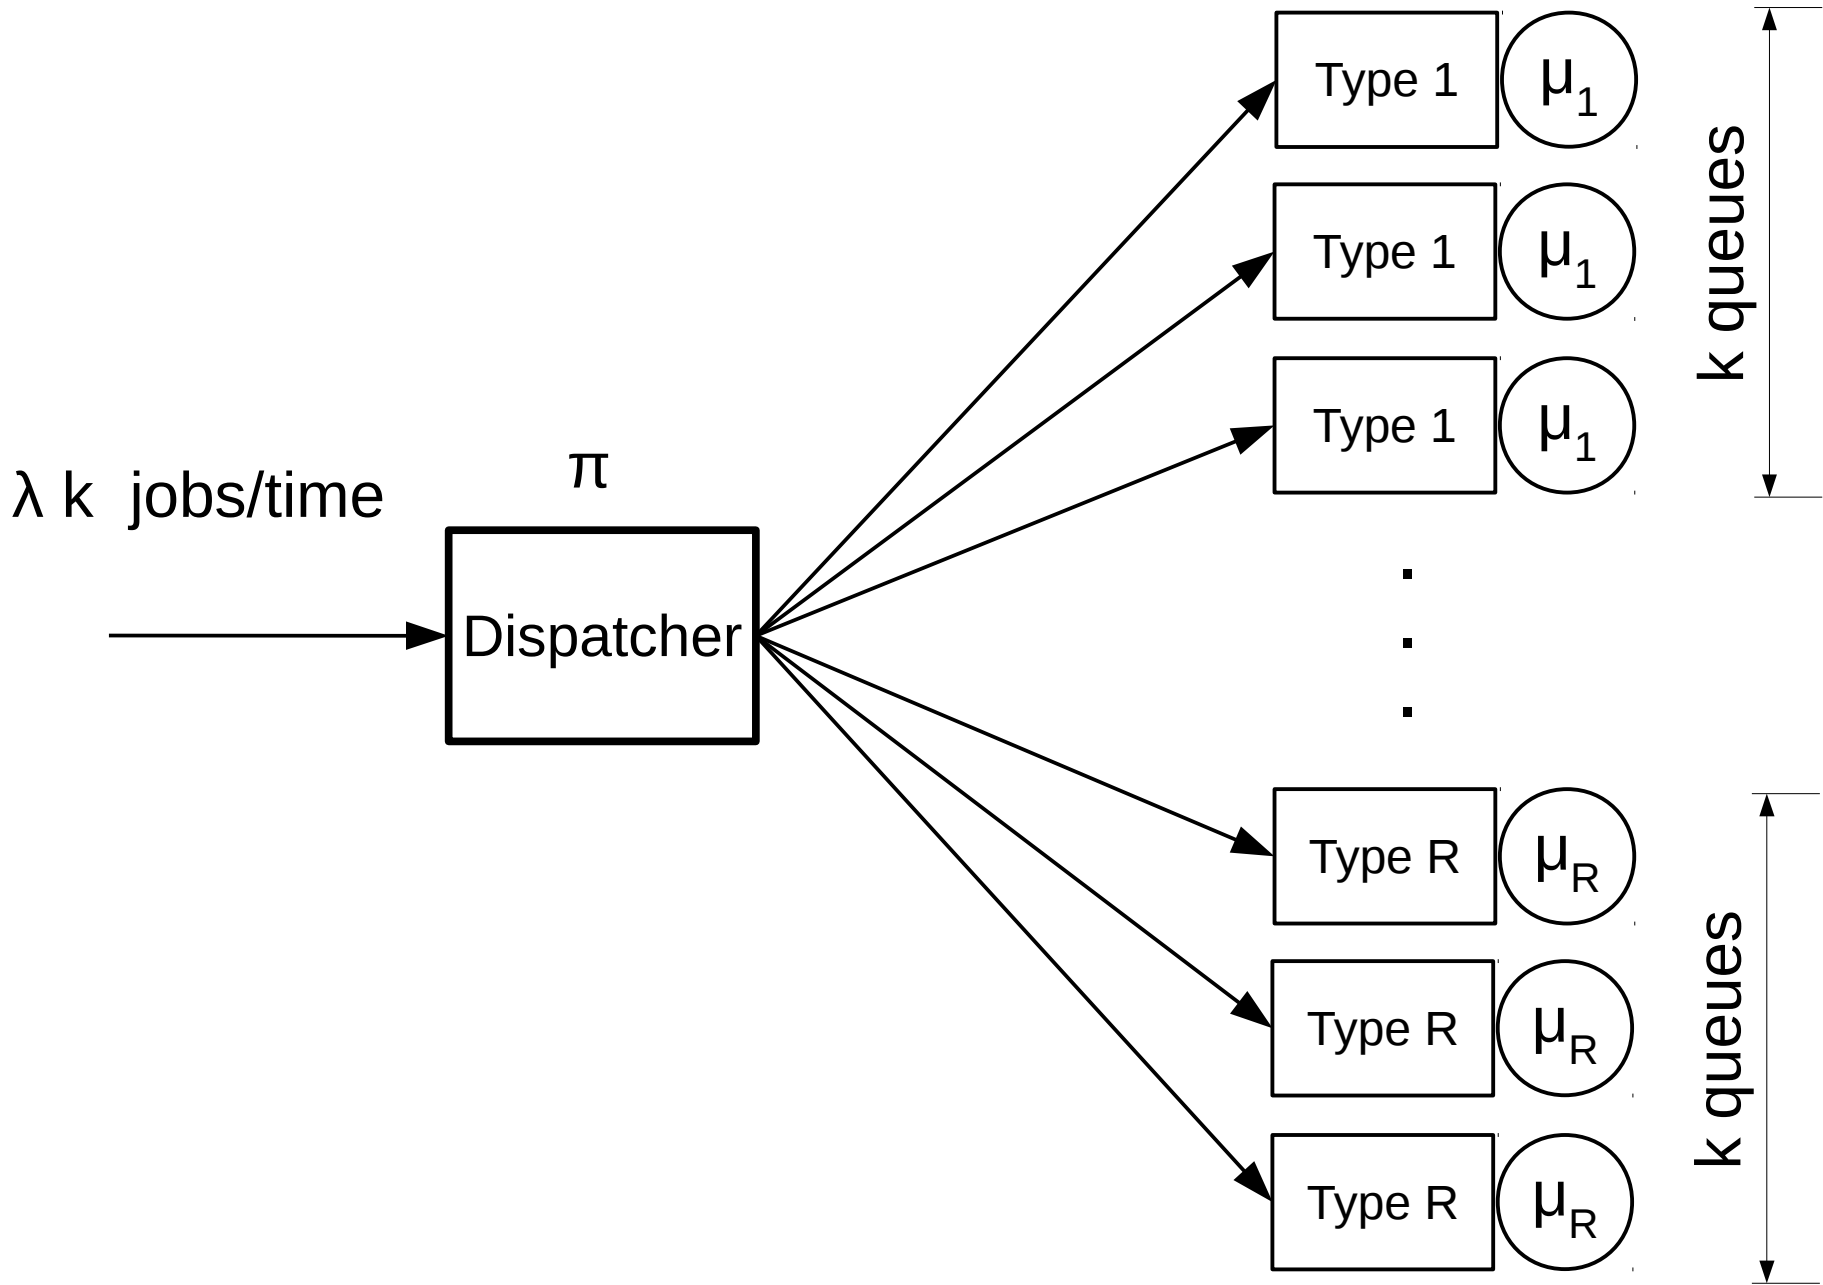 Type 1 μ1
Type 1 μ1
Type 1 μ1
k queues
λ k jobs/time
π
Dispatcher
.
.
.
Type R μR
Type R μR
Type R μR
k queues